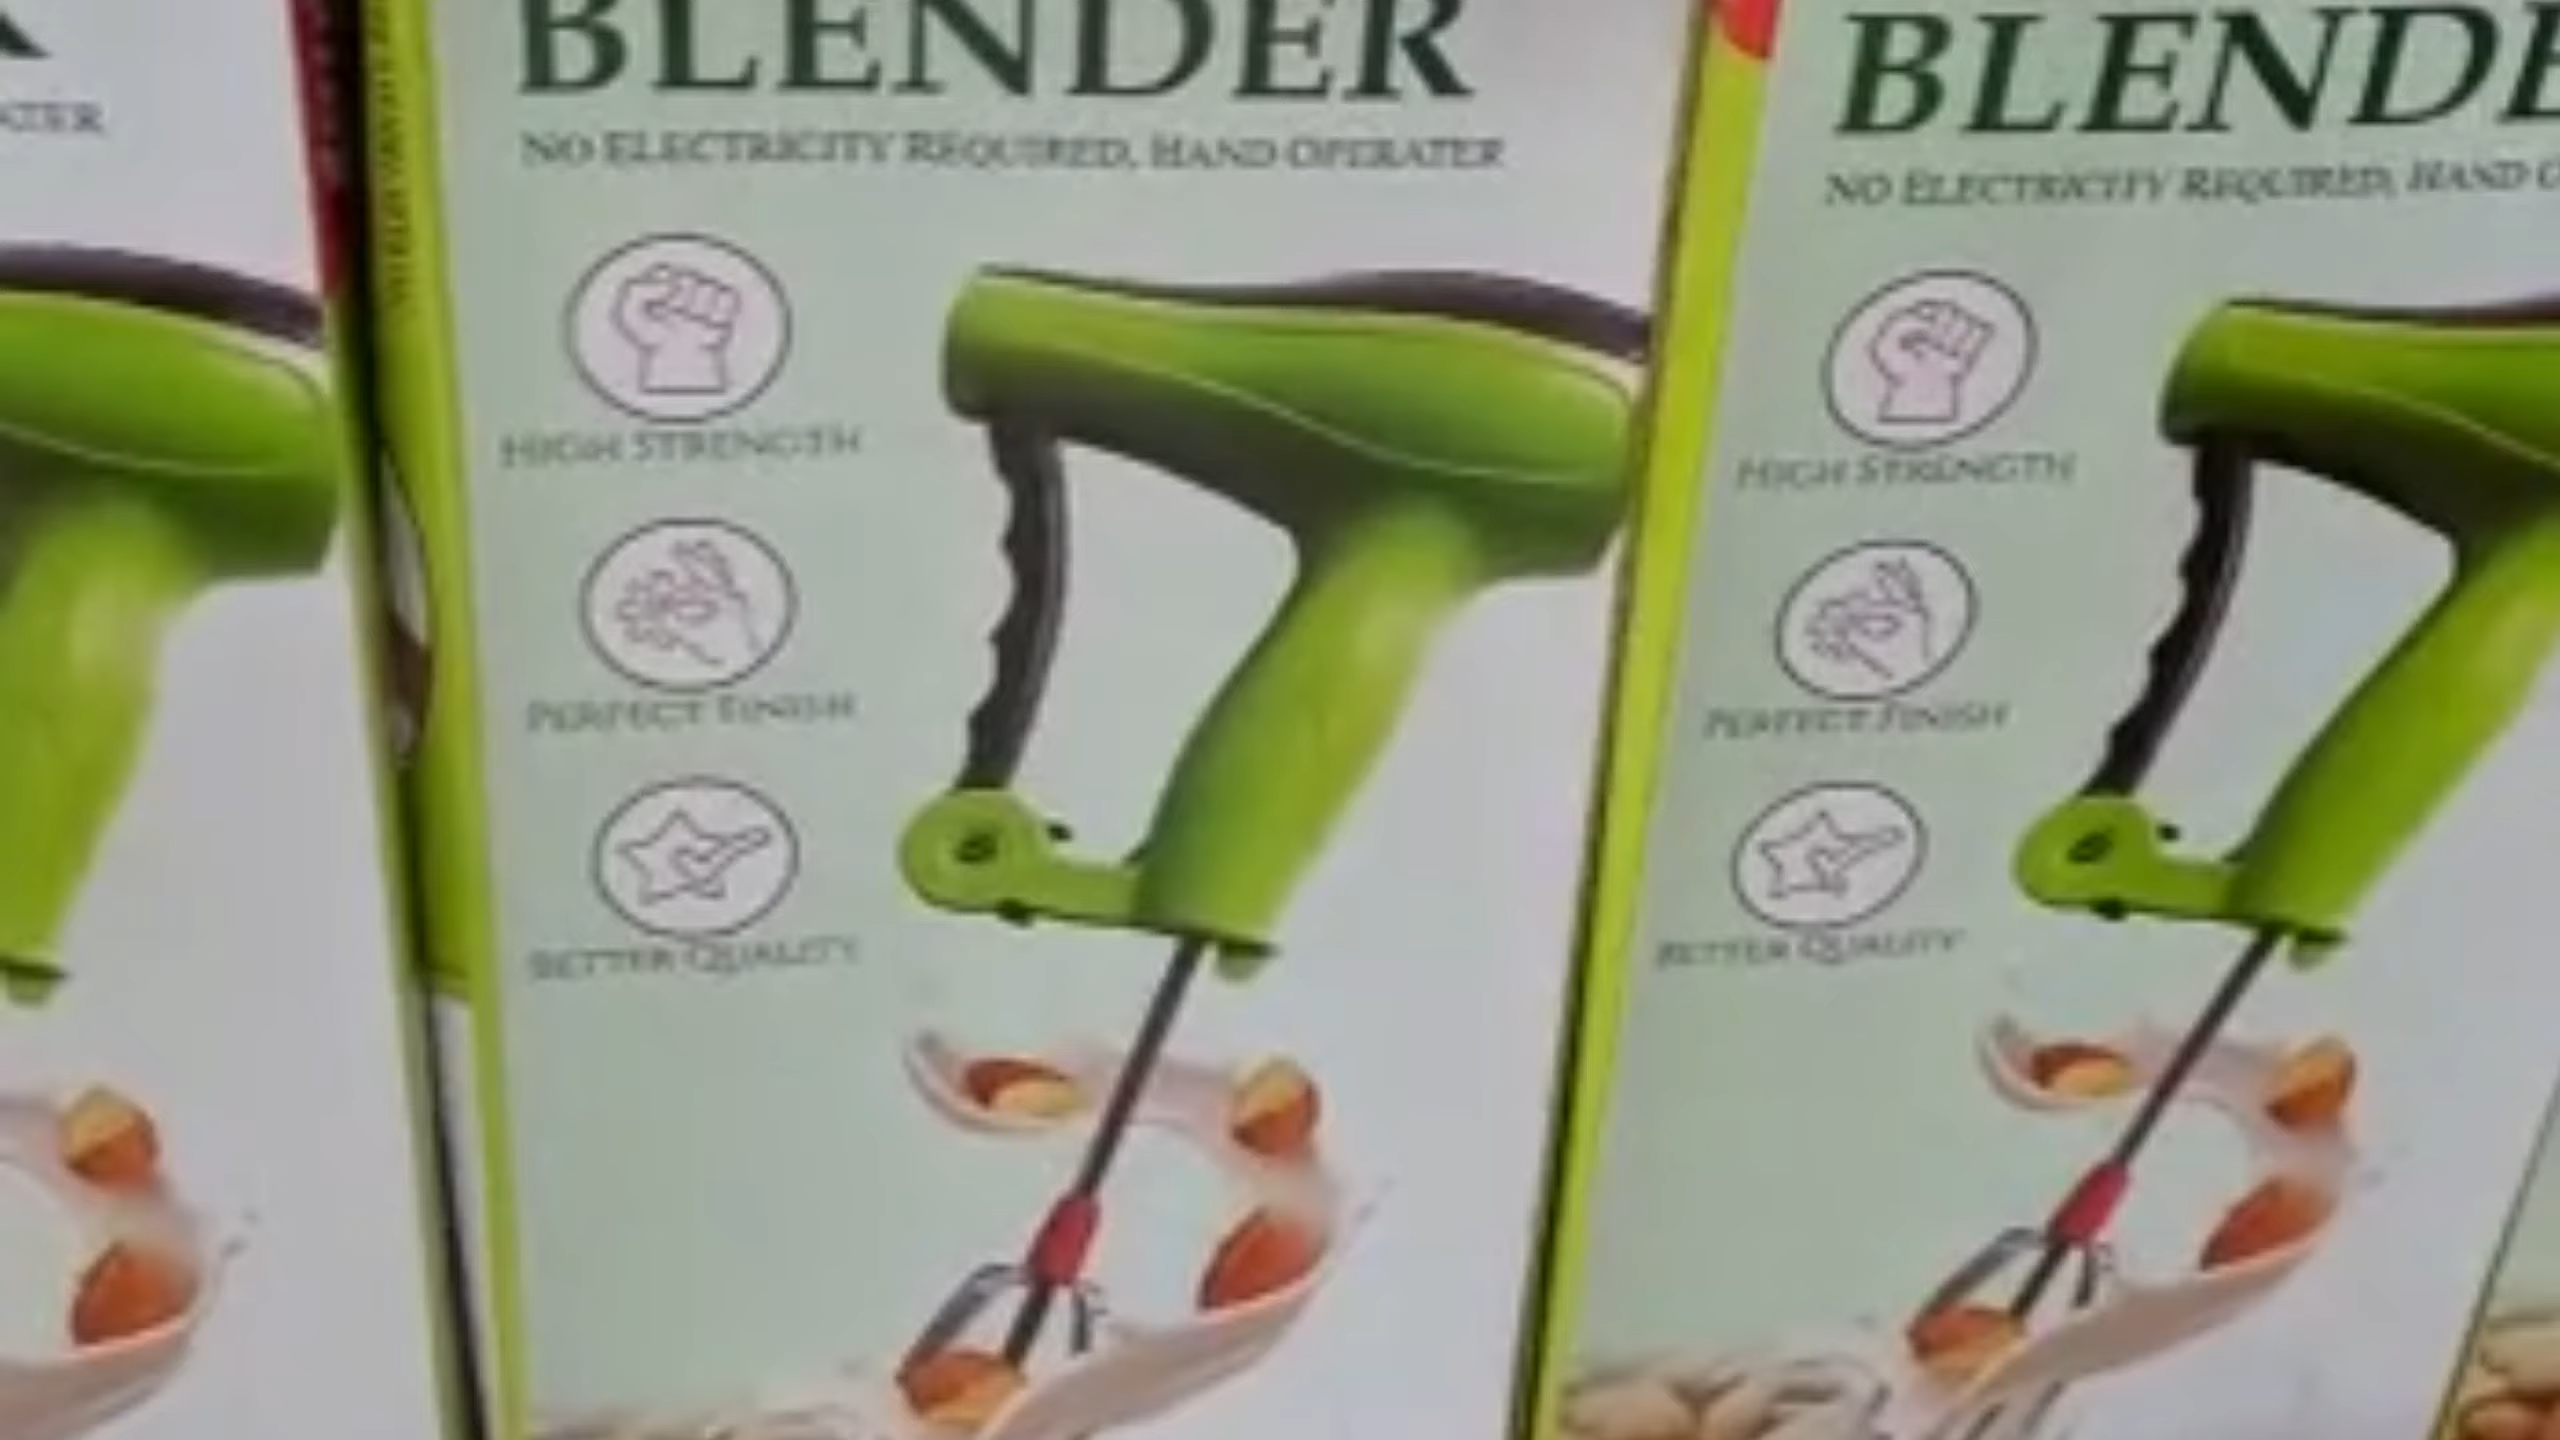 BLENDER
NO ELECTRICITY REQUIRED, HAND OPERATER
HIGH STRENGTH
PERFECT FINISH
BETTER QUALITY
BLENDE
NO ELECTRICITY REQUIRED, HAND O
HIGH STRENGTH
PERFECT FINISH
BETTER QUALITY
R
ATER